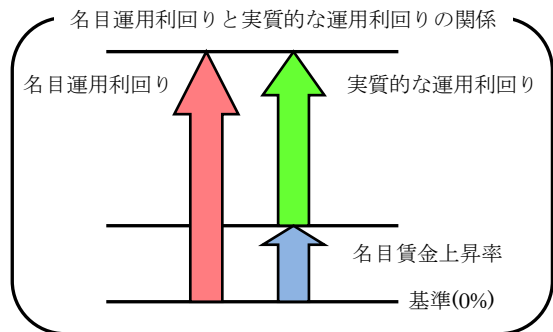 名目運用利回りと実質的な運用利回りの関係
名目運用利回り
実質的な運用利回り
名目賃金上昇率
基準(0%)